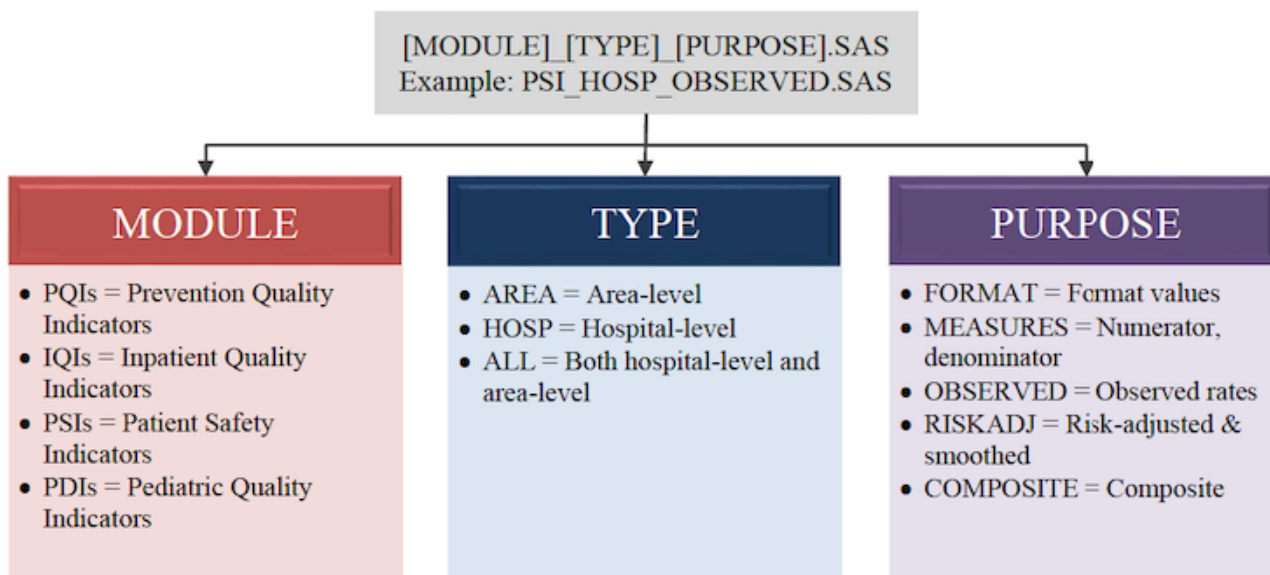 [MODULE]_[TYPE]_[PURPOSE].SAS
Example: PSI_HOSP_OBSERVED.SAS
MODULE
• PQIs = Prevention Quality
Indicators
• IQIs = Inpatient Quality
Indicators
• PSIs = Patient Safety
Indicators
• PDIs = Pediatric Quality
Indicators
TYPE
• AREA = Area-level
• HOSP = Hospital-level
• ALL = Both hospital-level and
area-level
PURPOSE
• FORMAT = Format values
• MEASURES = Numerator,
denominator
• OBSERVED = Observed rates
• RISKADJ = Risk-adjusted &
smoothed
• COMPOSITE = Composite